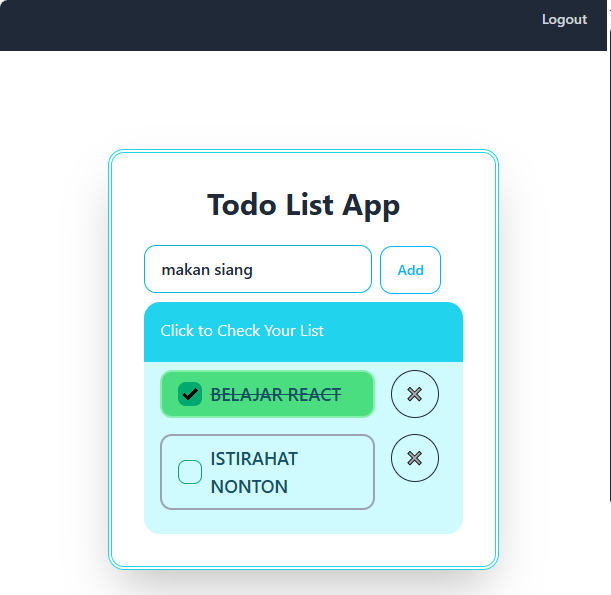 Logout
Todo List App
makan siang
Add
Click to Check Your List
BELAJAR REACT
ISTIRAHAT
NONTON